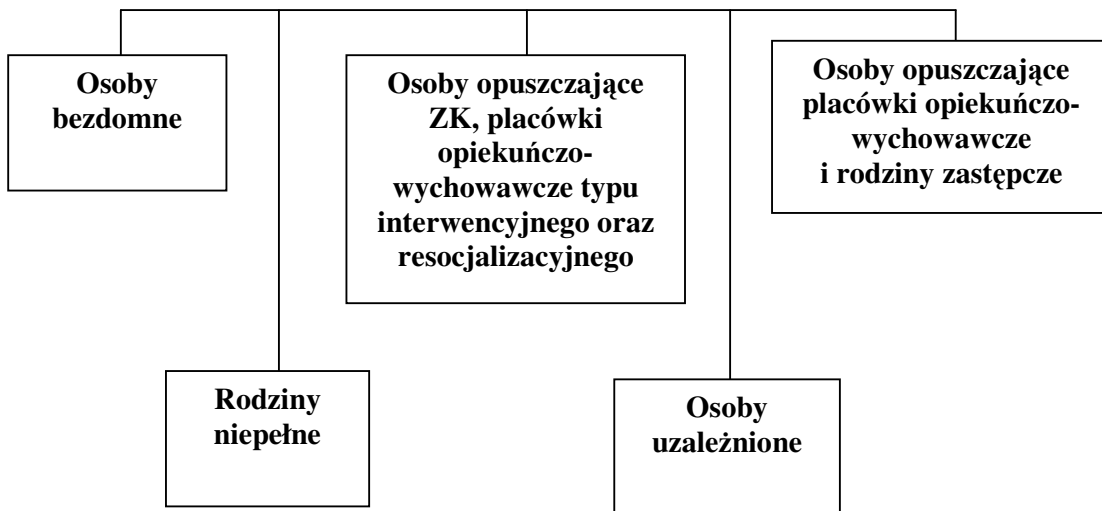 Osoby
bezdomne
Osoby opuszczające
ZK, placówki
opiekuńczo-
wychowawcze typu
interwencyjnego oraz
resocjalizacyjnego
Osoby opuszczające
placówki opiekuńczo-
wychowawcze
i rodziny zastępcze
Rodziny
niepełne
Osoby
uzależnione